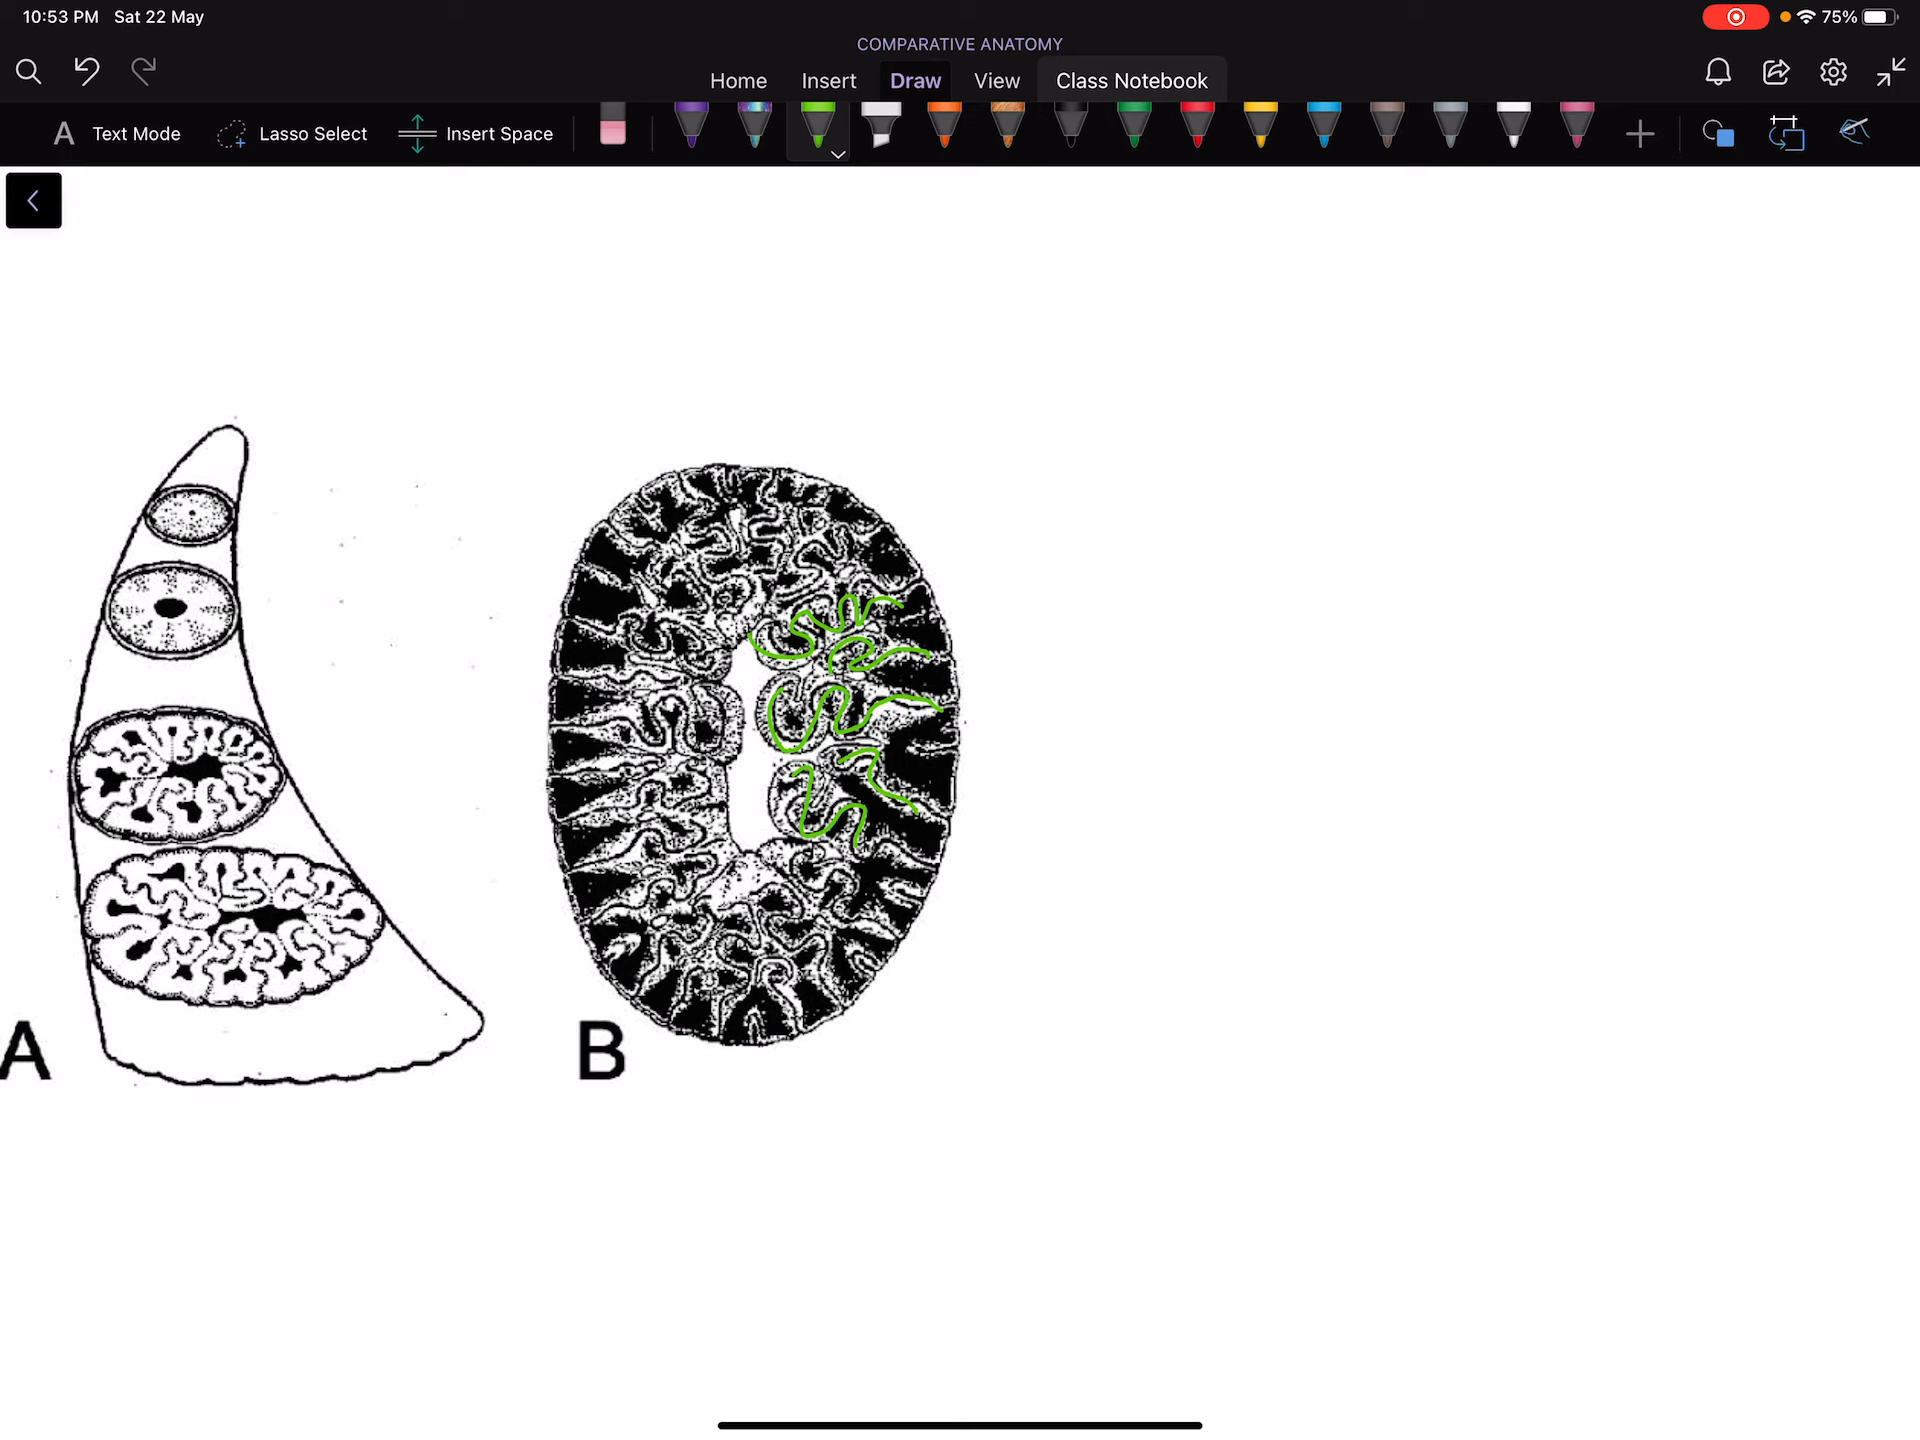 10:53 PM Sat 22 May 75%
COMPARATIVE ANATOMY
Home Insert Draw View Class Notebook
A Text Mode Lasso Select Insert Space
A B